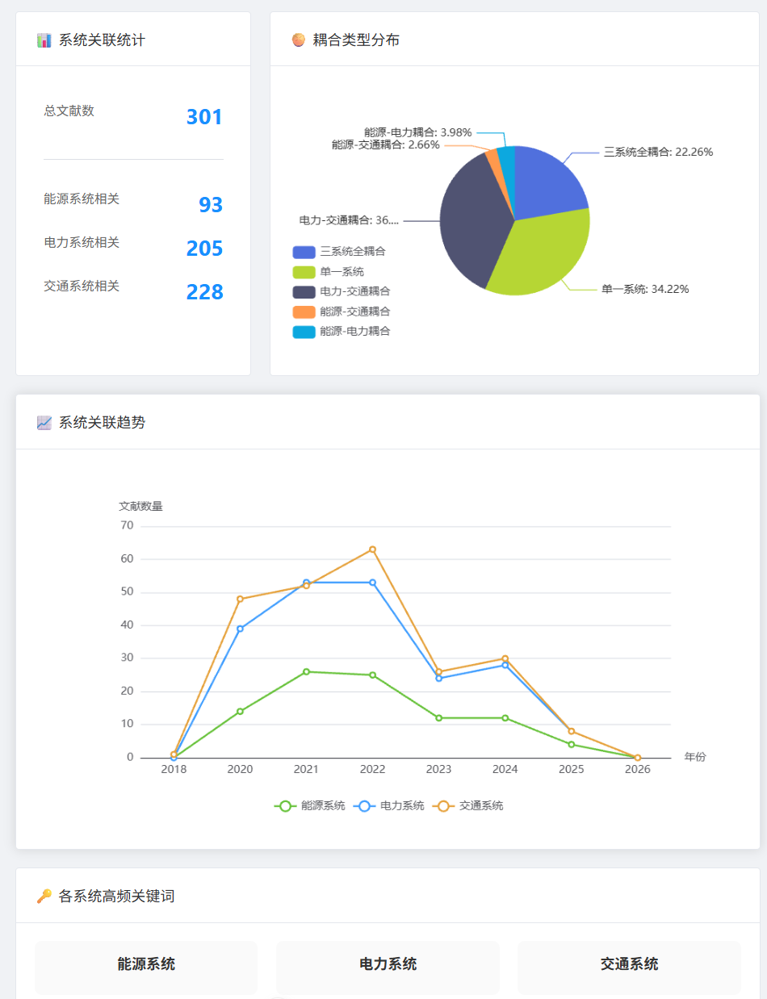 系统关联统计
总文献数
301
能源系统相关
93
电力系统相关
205
交通系统相关
228
耦合类型分布
能源-电力耦合: 3.98%
能源-交通耦合: 2.66%
三系统全耦合: 22.26%
电力-交通耦合: 36....
单一系统: 34.22%
三系统全耦合
单一系统
电力-交通耦合
能源-交通耦合
能源-电力耦合
系统关联趋势
文献数量
70
60
50
40
30
20
10
0
年份
2018 2020 2021 2022 2023 2024 2025 2026
能源系统 电力系统 交通系统
各系统高频关键词
能源系统 电力系统 交通系统